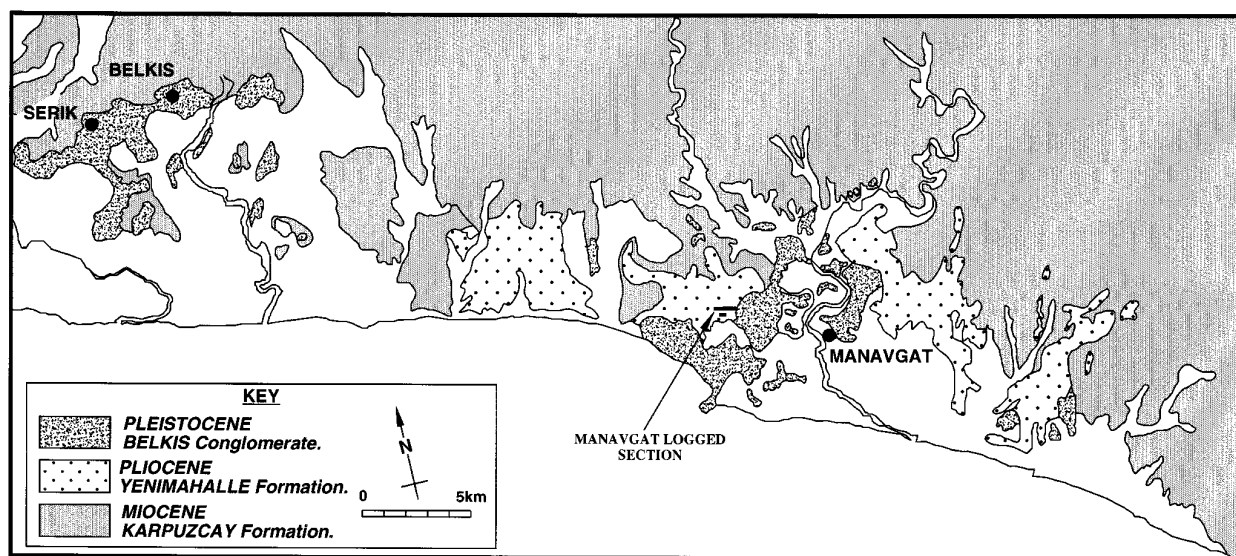 BELKIS
SERIK
MANAVGAT
MANAVGAT LOGGED
SECTION
KEY
PLEISTOCENE
BELKIS Conglomerate.
PLIOCENE
YENIMAHALLE Formation.
MIOCENE
KARPUZCAY Formation.
N
0 5km